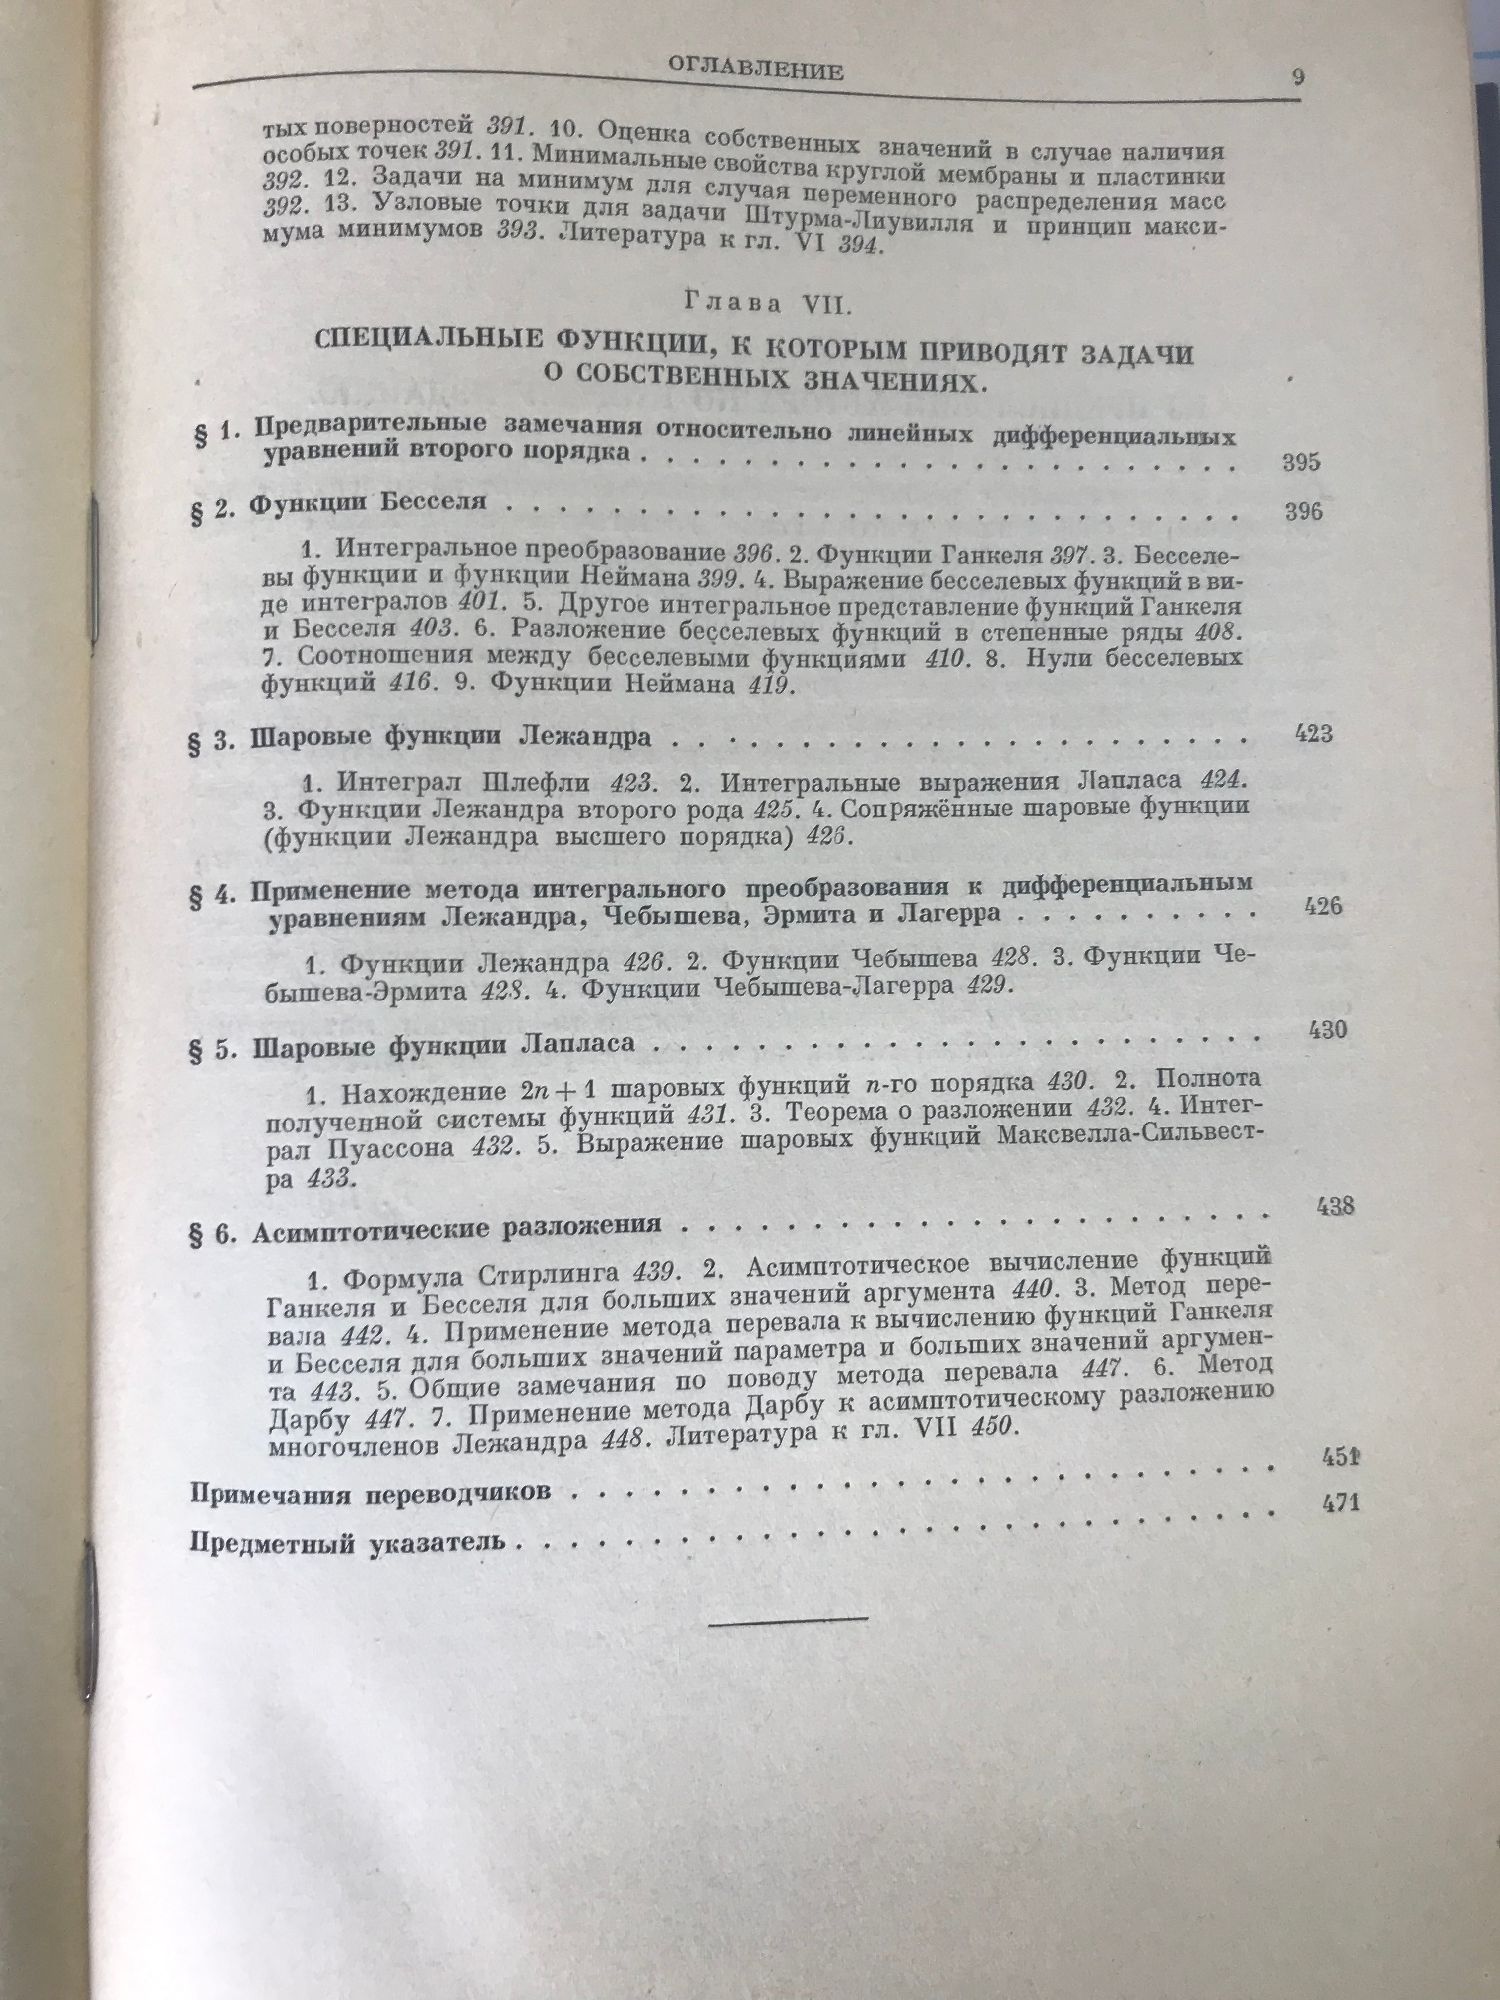 ОГЛАВЛЕНИЕ 9
тых поверностей 391. 10. Оценка собственных значений в случае наличия
особых точек 391. 11. Минимальные свойства круглой мембраны и пластинки
392. 12. Задачи на минимум для случая переменного распределения масс
392. 13. Узловые точки для задачи Штурма-Лиувилля и принцип макси-
мума минимумов 393. Литература к гл. VI 394.
Глава VII.
СПЕЦИАЛЬНЫЕ ФУНКЦИИ, К КОТОРЫМ ПРИВОДЯТ ЗАДАЧИ
О СОБСТВЕННЫХ ЗНАЧЕНИЯХ.
§ 1. Предварительные замечания относительно линейных дифференциальных
уравнений второго порядка . . . . . . . . . . . . . . . . . . . . . . . 395
§ 2. Функции Бесселя . . . . . . . . . . . . . . . . . . . . . . . . . . . . 396
1. Интегральное преобразование 396. 2. Функции Ганкеля 397. 3. Бесселе-
вы функции и функции Неймана 399. 4. Выражение бесселевых функций в ви-
де интегралов 401. 5. Другое интегральное представление функций Ганкеля
и Бесселя 403. 6. Разложение бесселевых функций в степенные ряды 408.
7. Соотношения между бесселевыми функциями 410. 8. Нули бесселевых
функций 416. 9. Функции Неймана 419.
§ 3. Шаровые функции Лежандра . . . . . . . . . . . . . . . . . . . . . . 423
1. Интеграл Шлефли 423. 2. Интегральные выражения Лапласа 424.
3. Функции Лежандра второго рода 425. 4. Сопряжённые шаровые функции
(функции Лежандра высшего порядка) 426.
§ 4. Применение метода интегрального преобразования к дифференциальным
уравнениям Лежандра, Чебышева, Эрмита и Лагерра . . . . . . . . . . 426
1. Функции Лежандра 426. 2. Функции Чебышева 428. 3. Функции Че-
бышева-Эрмита 428. 4. Функции Чебышева-Лагерра 429.
§ 5. Шаровые функции Лапласа . . . . . . . . . . . . . . . . . . . . . . . 430
1. Нахождение 2n + 1 шаровых функций n-го порядка 430. 2. Полнота
полученной системы функций 431. 3. Теорема о разложении 432. 4. Интег-
рал Пуассона 432. 5. Выражение шаровых функций Максвелла-Сильвест-
ра 433.
§ 6. Асимптотические разложения . . . . . . . . . . . . . . . . . . . . . . 438
1. Формула Стирлинга 439. 2. Асимптотическое вычисление функций
Ганкеля и Бесселя для больших значений аргумента 440. 3. Метод пере-
вала 442. 4. Применение метода перевала к вычислению функций Ганкеля
и Бесселя для больших значений параметра и больших значений аргумен-
та 443. 5. Общие замечания по поводу метода перевала 447. 6. Метод
Дарбу 447. 7. Применение метода Дарбу к асимптотическому разложению
многочленов Лежандра 448. Литература к гл. VII 450.
Примечания переводчиков . . . . . . . . . . . . . . . . . . . . . . . . . . 451
Предметный указатель . . . . . . . . . . . . . . . . . . . . . . . . . . . . 471